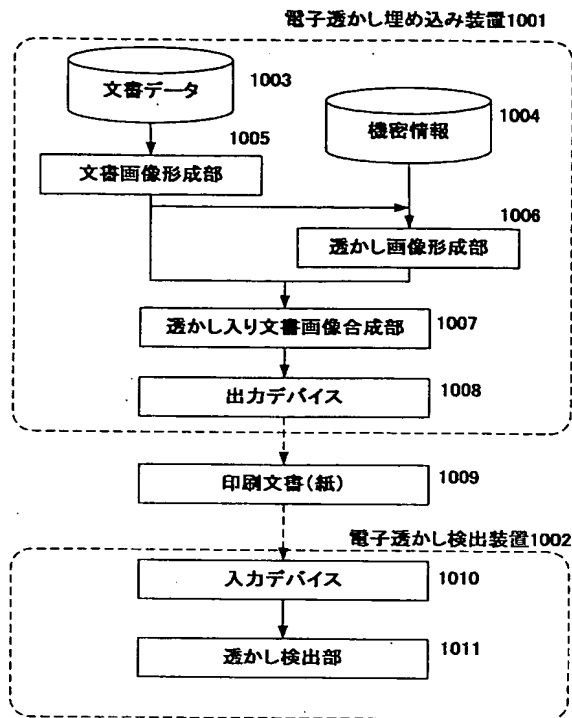 電子透かし埋め込み装置1001
文書データ 1003
機密情報 1004
文書画像形成部 1005
透かし画像形成部 1006
透かし入り文書画像合成部 1007
出力デバイス 1008
印刷文書(紙) 1009
電子透かし検出装置1002
入力デバイス 1010
透かし検出部 1011